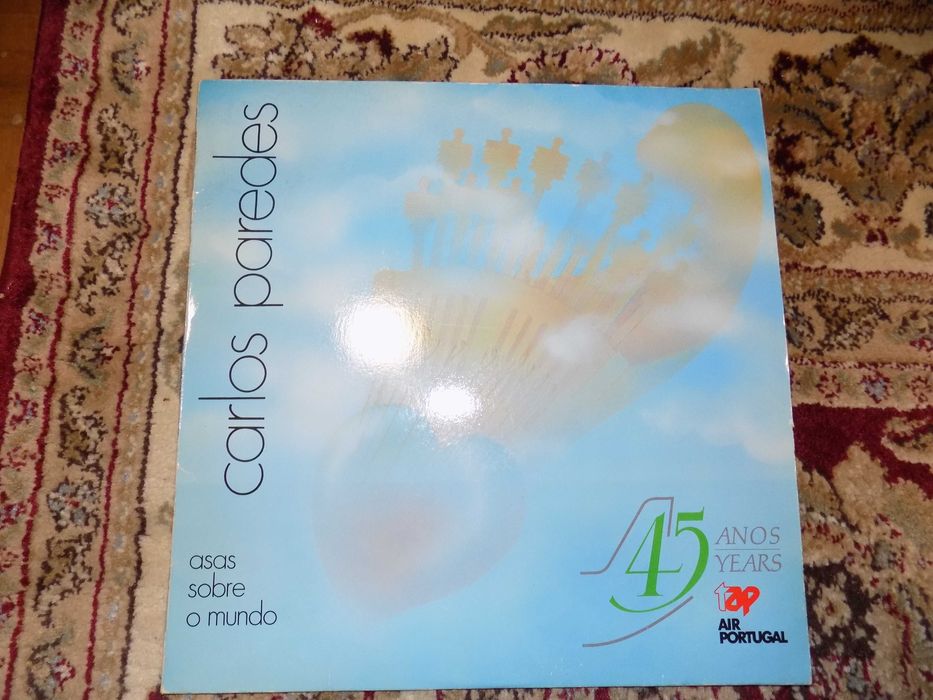 carlos paredes
asas
sobre
o mundo
45
ANOS
YEARS
tap
AIR
PORTUGAL